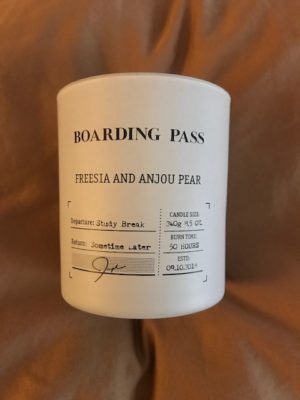 BOARDING PASS
FREESIA AND ANJOU PEAR
Departure: Study Break
Return: Sometime Later
CANDLE SIZE:
BURN TIME:
50 HOURS
ESTD: